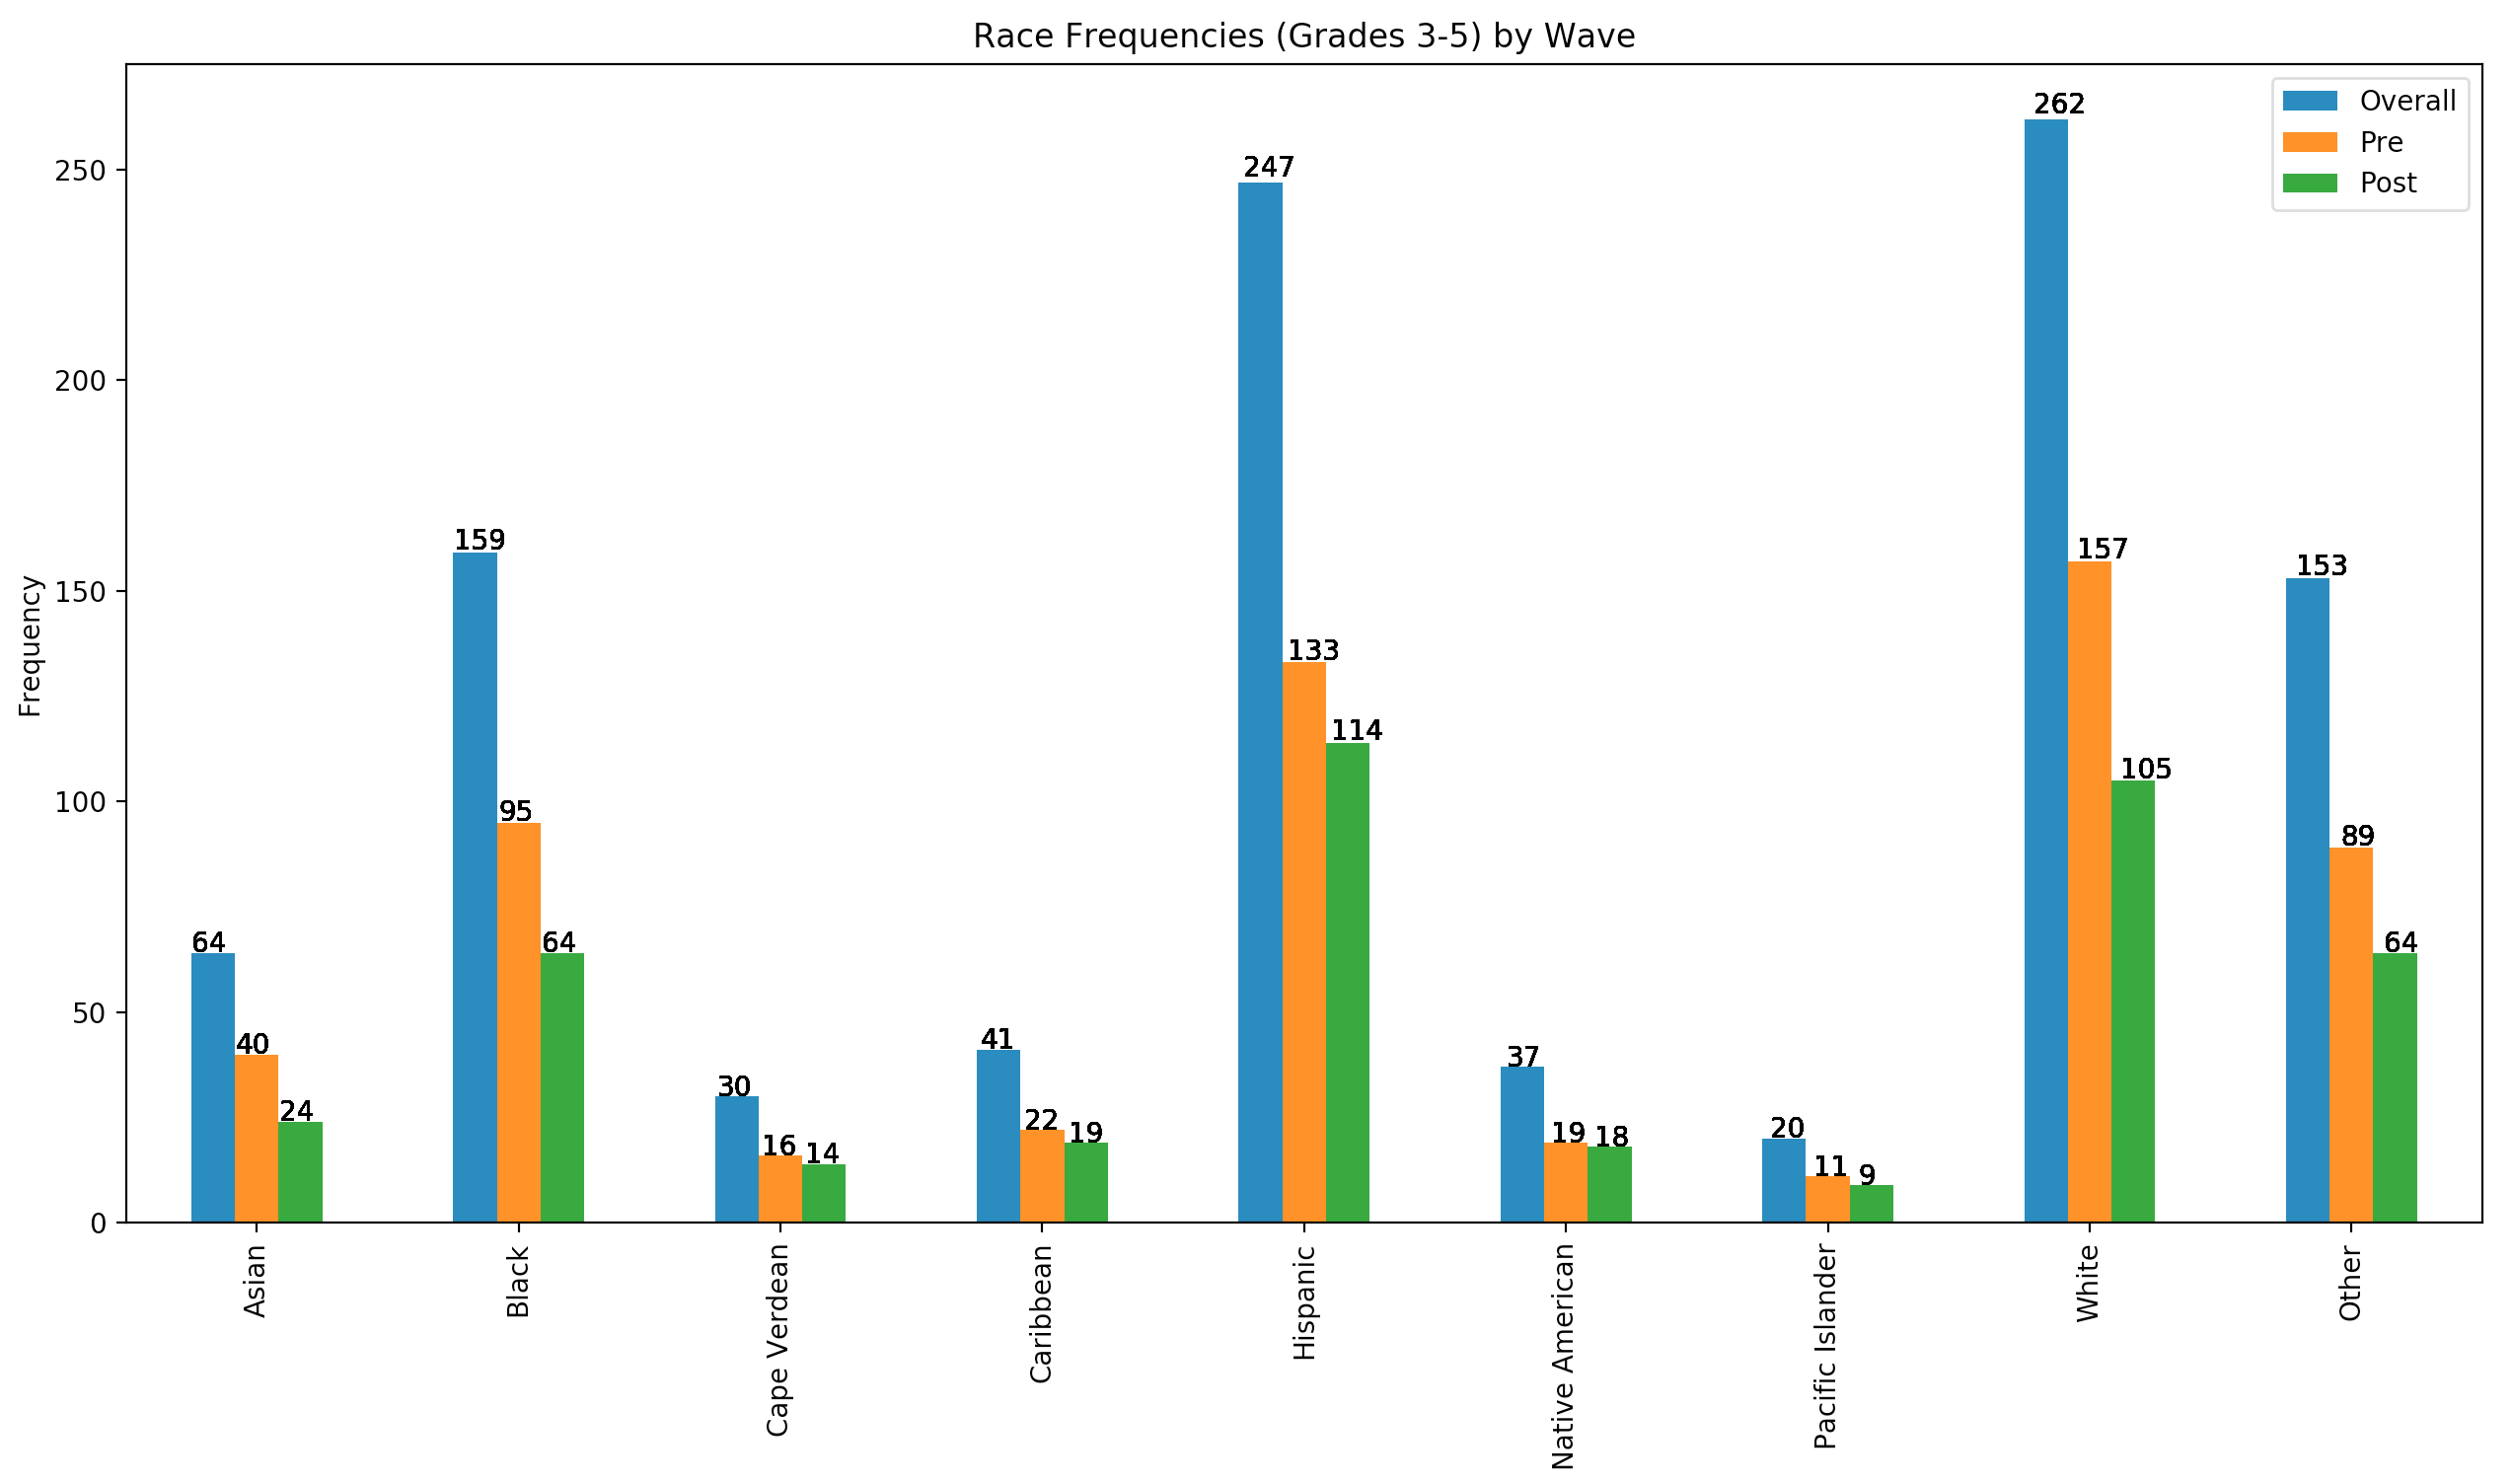 Race Frequencies (Grades 3-5) by Wave
Overall
Pre
Post
Frequency
250
200
150
100
50
0
64
40
24
159
95
64
30
16
14
41
22
19
247
133
114
37
19
18
20
11
9
262
157
105
153
89
64
Asian
Black
Cape Verdean
Caribbean
Hispanic
Native American
Pacific Islander
White
Other